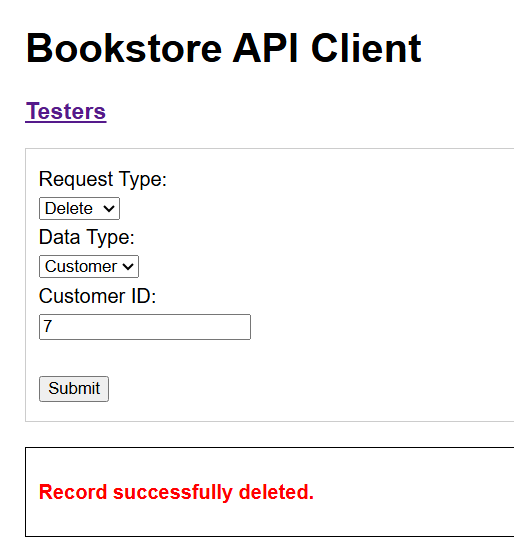 Bookstore API Client
Testers
Request Type:
Delete
Data Type:
Customer
Customer ID:
7
Submit
Record successfully deleted.